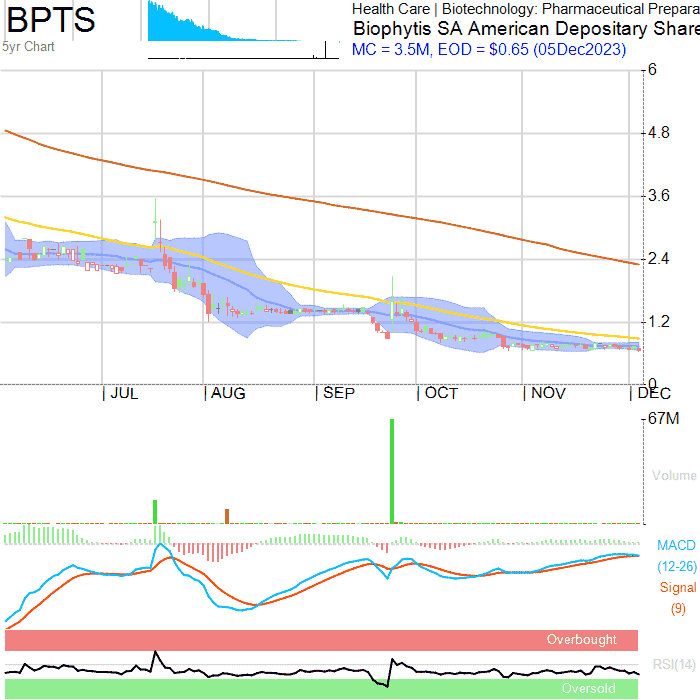 BPTS
5yr Chart
Health Care | Biotechnology: Pharmaceutical Prepara
Biophytis SA American Depositary Share
MC = 3.5M, EOD = $0.65 (05Dec2023)
6
4.8
3.6
2.4
1.2
0
JUL AUG SEP OCT NOV DEC
67M
Volume
MACD
(12-26)
Signal
(9)
Overbought
RSI(14)
Oversold